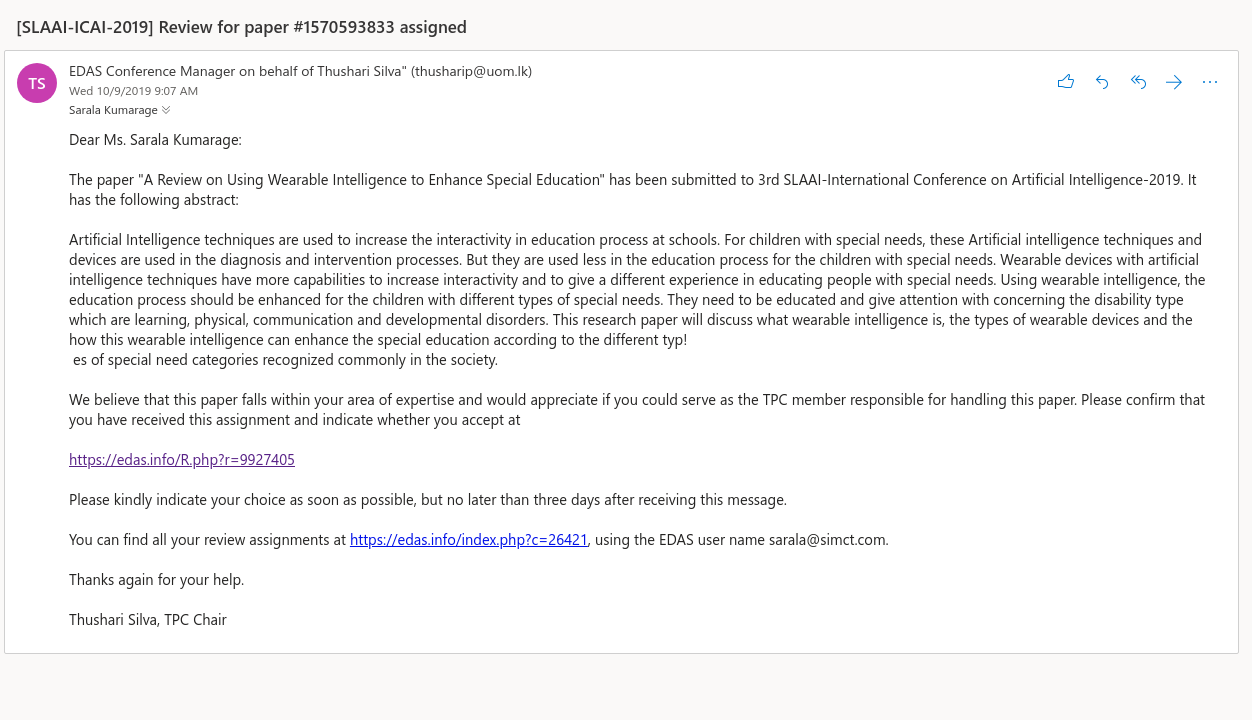 [SLAAI-ICAI-2019] Review for paper #1570593833 assigned
TS
EDAS Conference Manager on behalf of Thushari Silva" (thusharip@uom.lk)
Wed 10/9/2019 9:07 AM
Sarala Kumarage
Dear Ms. Sarala Kumarage:
The paper "A Review on Using Wearable Intelligence to Enhance Special Education" has been submitted to 3rd SLAAI-International Conference on Artificial Intelligence-2019. It
has the following abstract:
Artificial Intelligence techniques are used to increase the interactivity in education process at schools. For children with special needs, these Artificial intelligence techniques and
devices are used in the diagnosis and intervention processes. But they are used less in the education process for the children with special needs. Wearable devices with artificial
intelligence techniques have more capabilities to increase interactivity and to give a different experience in educating people with special needs. Using wearable intelligence, the
education process should be enhanced for the children with different types of special needs. They need to be educated and give attention with concerning the disability type
which are learning, physical, communication and developmental disorders. This research paper will discuss what wearable intelligence is, the types of wearable devices and the
how this wearable intelligence can enhance the special education according to the different typ!
es of special need categories recognized commonly in the society.
We believe that this paper falls within your area of expertise and would appreciate if you could serve as the TPC member responsible for handling this paper. Please confirm that
you have received this assignment and indicate whether you accept at
https://edas.info/R.php?r=9927405
Please kindly indicate your choice as soon as possible, but no later than three days after receiving this message.
You can find all your review assignments at https://edas.info/index.php?c=26421, using the EDAS user name sarala@simct.com.
Thanks again for your help.
Thushari Silva, TPC Chair